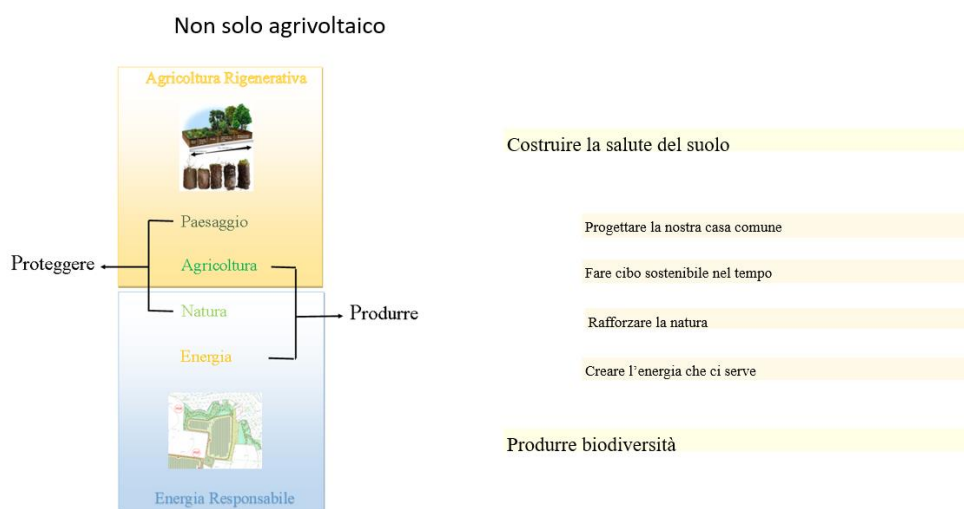 Non solo agrivoltaico
Agricoltura Rigenerativa
Costruire la salute del suolo
Paesaggio
Progettare la nostra casa comune
Proteggere
Agricoltura
Fare cibo sostenibile nel tempo
Natura
Produrre
Rafforzare la natura
Energia
Creare l’energia che ci serve
Produrre biodiversità
Energia Responsabile